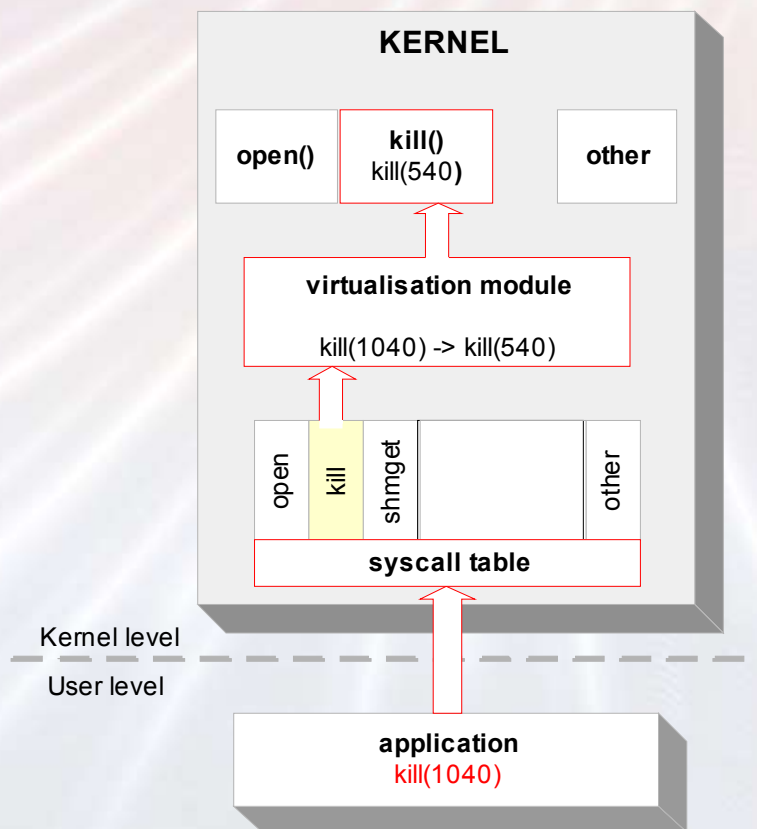 KERNEL
open()
kill()
kill(540)
other
virtualisation module
kill(1040) -> kill(540)
open
kill
shmget
other
syscall table
Kernel level
User level
application
kill(1040)